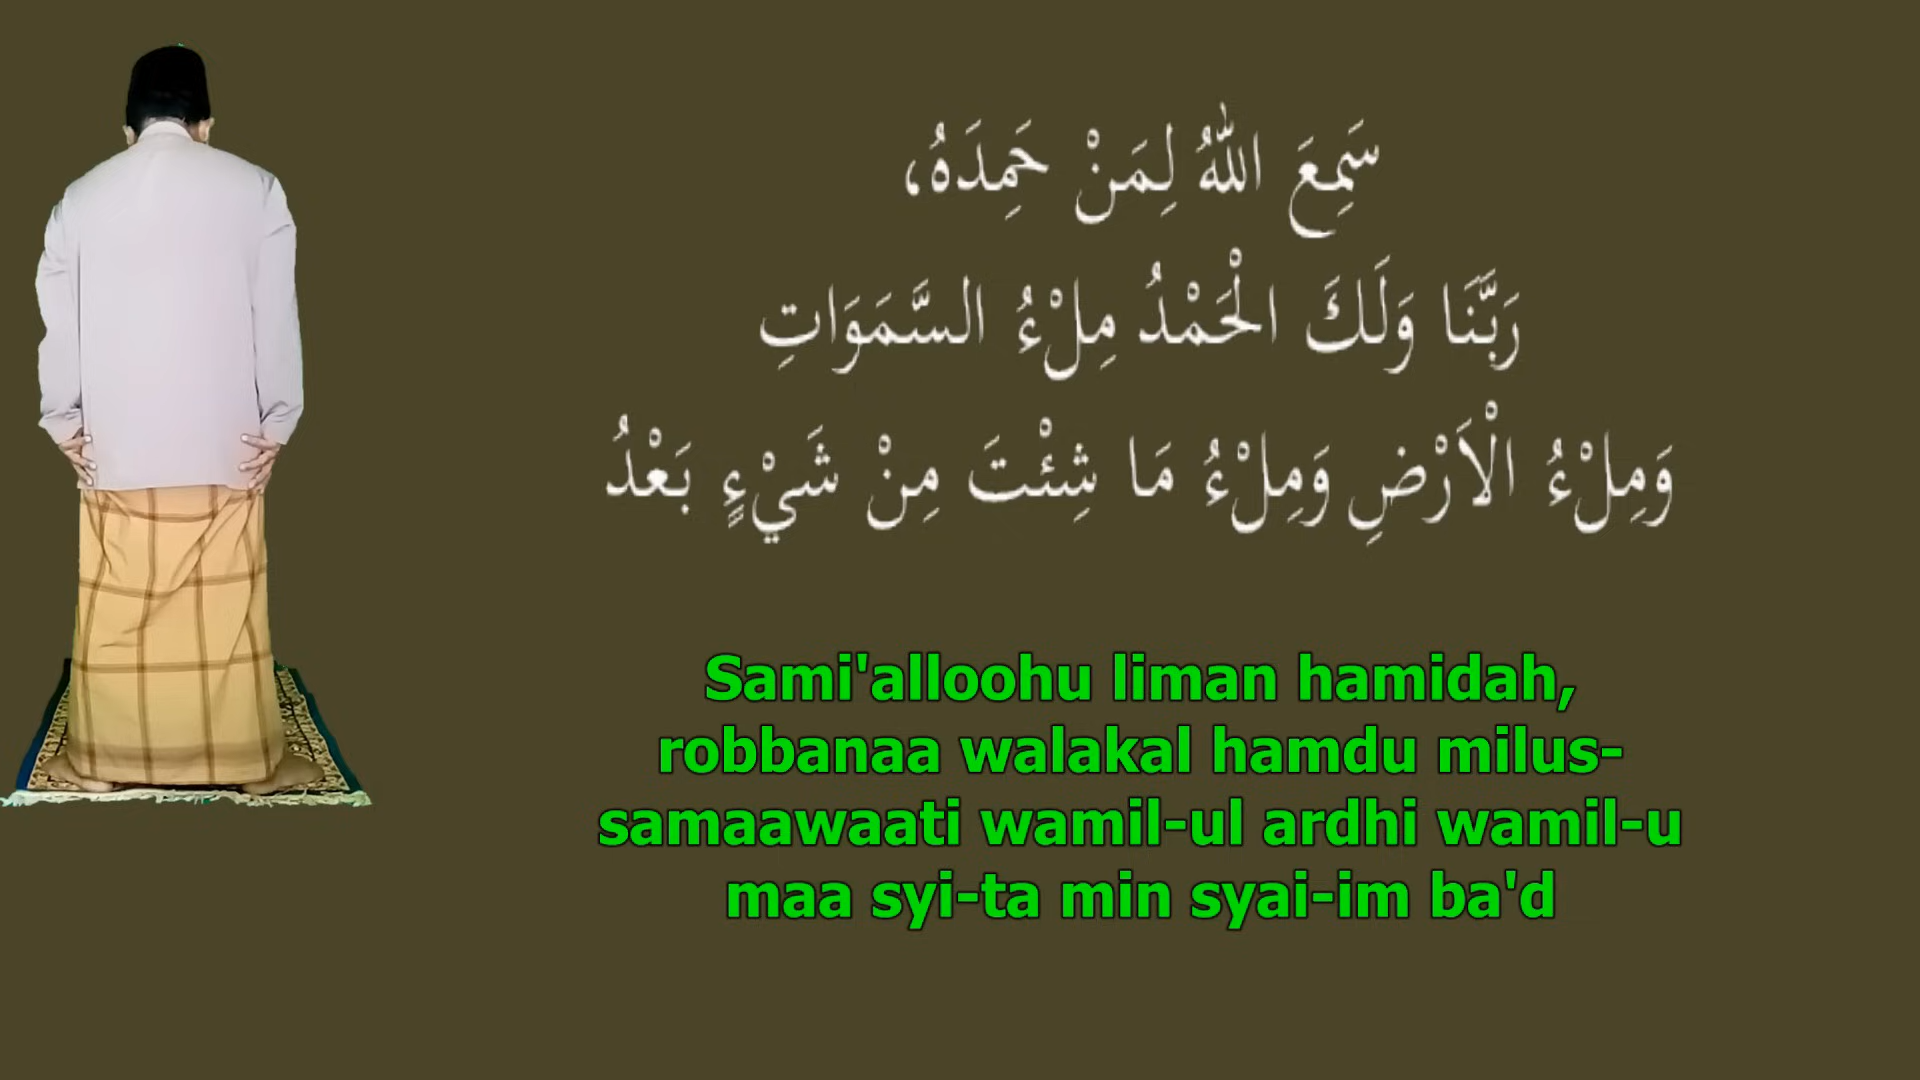 سَمِعَ اللهُ لِمَنْ حَمِدَهُ،
رَبَّنَا وَلَكَ الْحَمْدُ مِلْءُ السَّمَوَاتِ
وَمِلْءُ الْاَرْضِ وَمِلْءُ مَا شِئْتَ مِنْ شَيْءٍ بَعْدُ
Sami'alloohu liman hamidah,
robbanaa walakal hamdu milus-
samaawaati wamil-ul ardhi wamil-u
maa syi-ta min syai-im ba'd